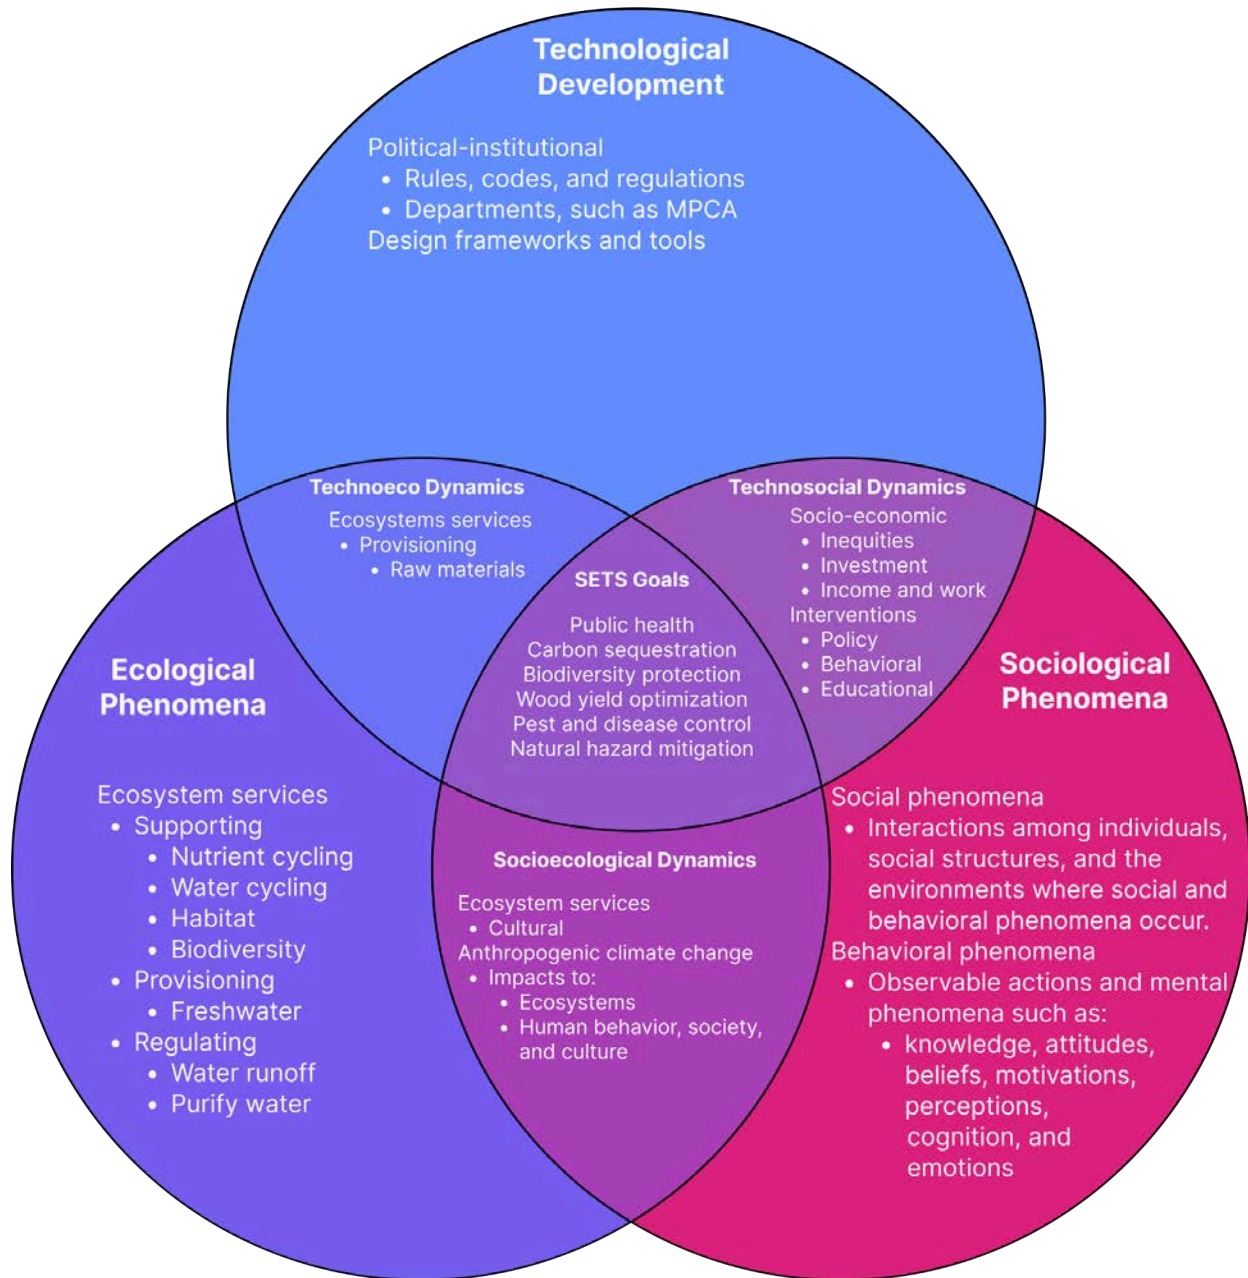 Technological
Development
Political-institutional
• Rules, codes, and regulations
• Departments, such as MPCA
Design frameworks and tools
Technoeco Dynamics
Ecosystems services
• Provisioning
• Raw materials
Technosocial Dynamics
Socio-economic
• Inequities
• Investment
• Income and work
Interventions
• Policy
• Behavioral
• Educational
SETS Goals
Public health
Carbon sequestration
Biodiversity protection
Wood yield optimization
Pest and disease control
Natural hazard mitigation
Ecological
Phenomena
Ecosystem services
• Supporting
• Nutrient cycling
• Water cycling
• Habitat
• Biodiversity
• Provisioning
• Freshwater
• Regulating
• Water runoff
• Purify water
Socioecological Dynamics
Ecosystem services
• Cultural
Anthropogenic climate change
• Impacts to:
• Ecosystems
• Human behavior, society,
and culture
Sociological
Phenomena
Social phenomena
• Interactions among individuals,
social structures, and the
environments where social and
behavioral phenomena occur.
Behavioral phenomena
• Observable actions and mental
phenomena such as:
• knowledge, attitudes,
beliefs, motivations,
perceptions,
cognition, and
emotions